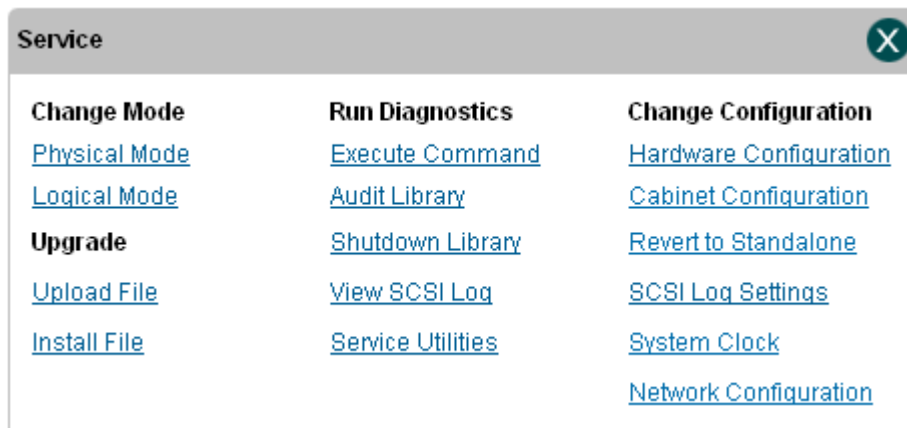 Service
X
Change Mode
Physical Mode
Logical Mode
Upgrade
Upload File
Install File
Run Diagnostics
Execute Command
Audit Library
Shutdown Library
View SCSI Log
Service Utilities
Change Configuration
Hardware Configuration
Cabinet Configuration
Revert to Standalone
SCSI Log Settings
System Clock
Network Configuration